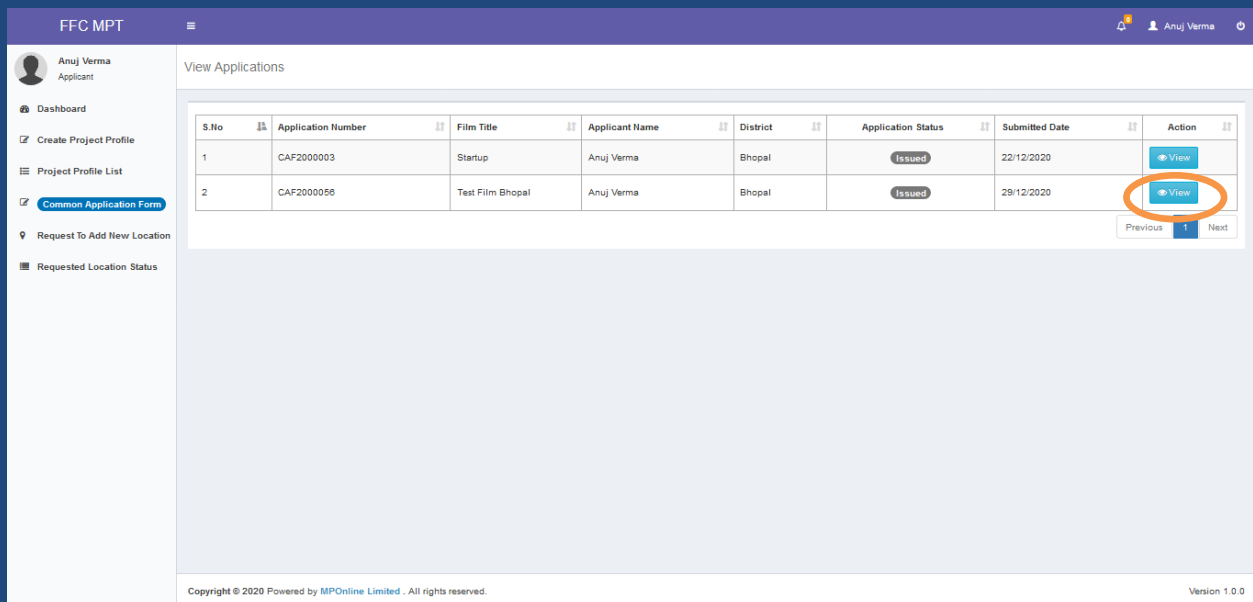 FFC MPT
6
Anuj Verma
Anuj Verma
Applicant
Dashboard
Create Project Profile
Project Profile List
Common Application Form
Request To Add New Location
Requested Location Status
View Applications
S.No Application Number Film Title Applicant Name District Application Status Submitted Date Action
1 CAF2000003 Startup Anuj Verma Bhopal Issued 22/12/2020 View
2 CAF2000056 Test Film Bhopal Anuj Verma Bhopal Issued 29/12/2020 View
Previous 1 Next
Copyright © 2020 Powered by MPOnline Limited . All rights reserved. Version 1.0.0